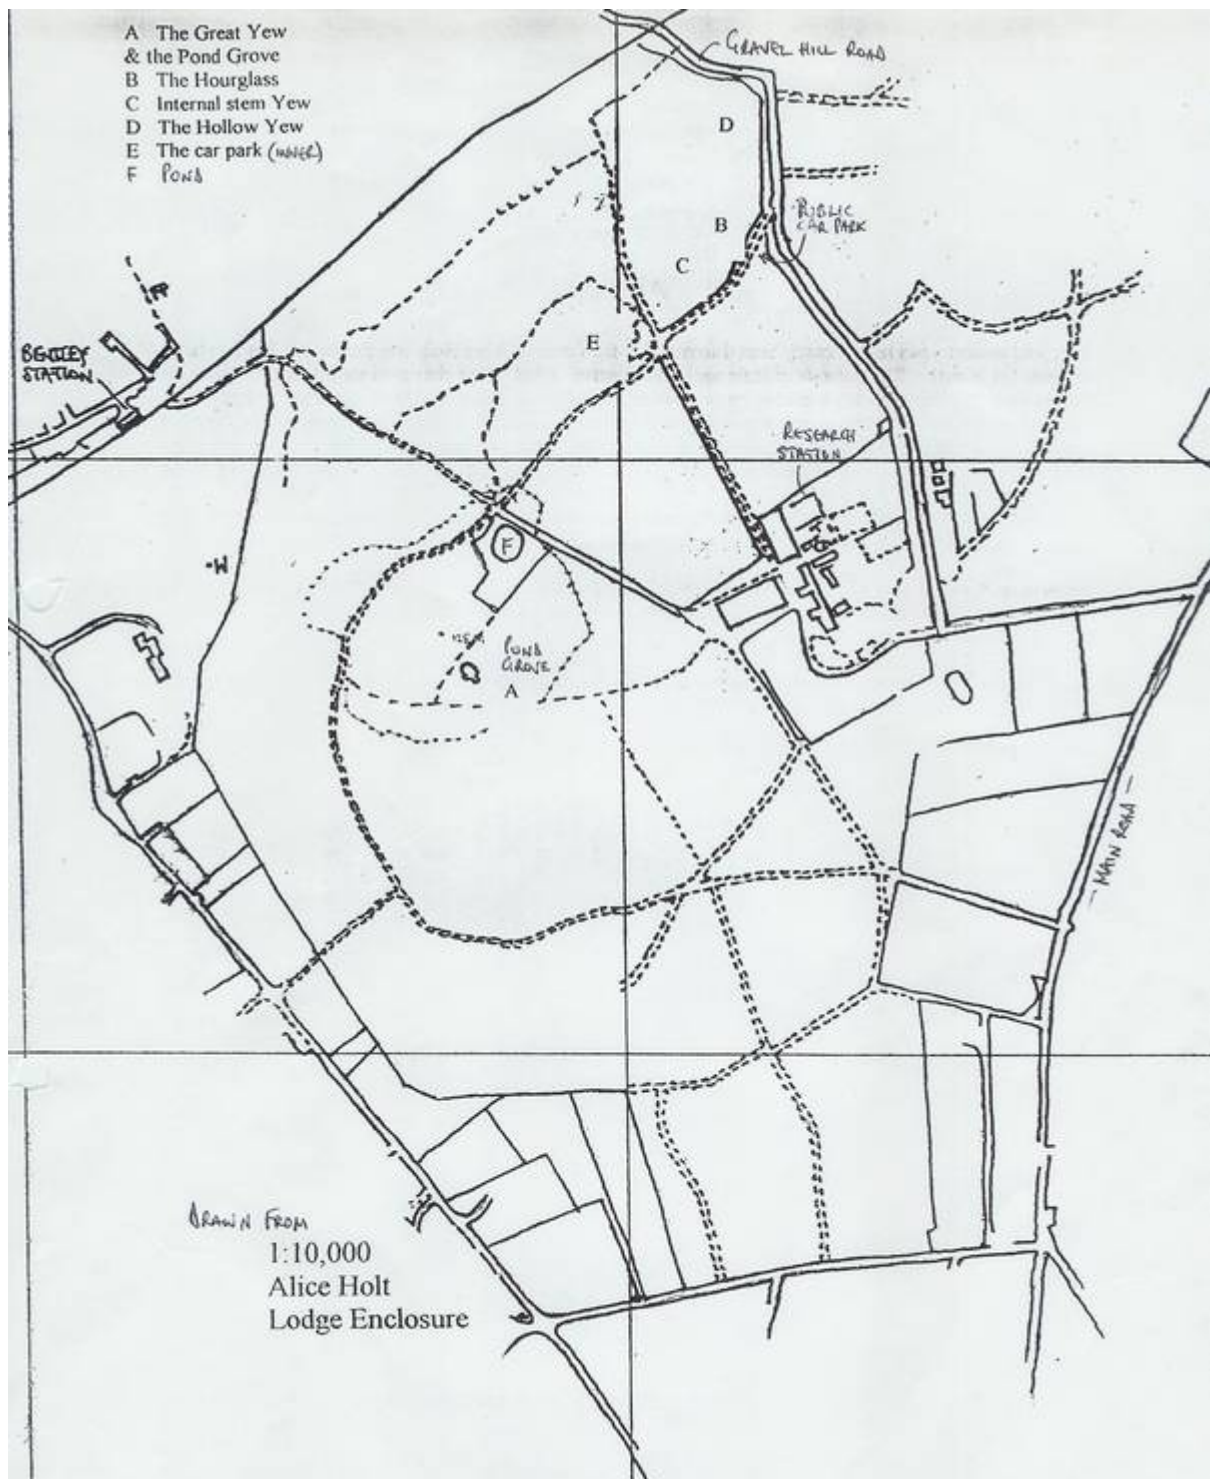 A The Great Yew
& the Pond Grove
B The Hourglass
C Internal stem Yew
D The Hollow Yew
E The car park (INNER)
F POND
GRAVEL HILL ROAD
D
B
PUBLIC
CAR PARK
C
E
FP
BENTLEY
STATION
RESEARCH
STATION
F
W
POND
GROVE
A
MAIN ROAD
DRAWN FROM
1:10,000
Alice Holt
Lodge Enclosure